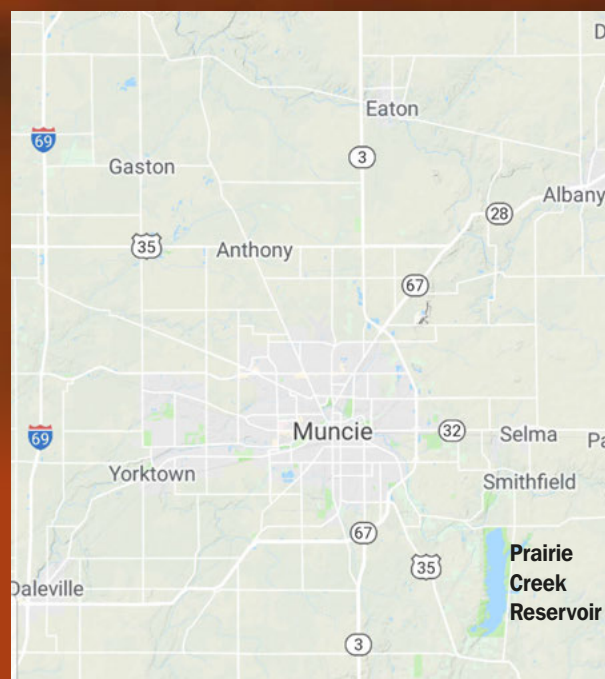 D
Eaton
69
3
Gaston
Albany
28
35
Anthony
67
Muncie
32
69
Selma
Pa
Yorktown
Smithfield
67
Prairie
Creek
Reservoir
35
Daleville
3